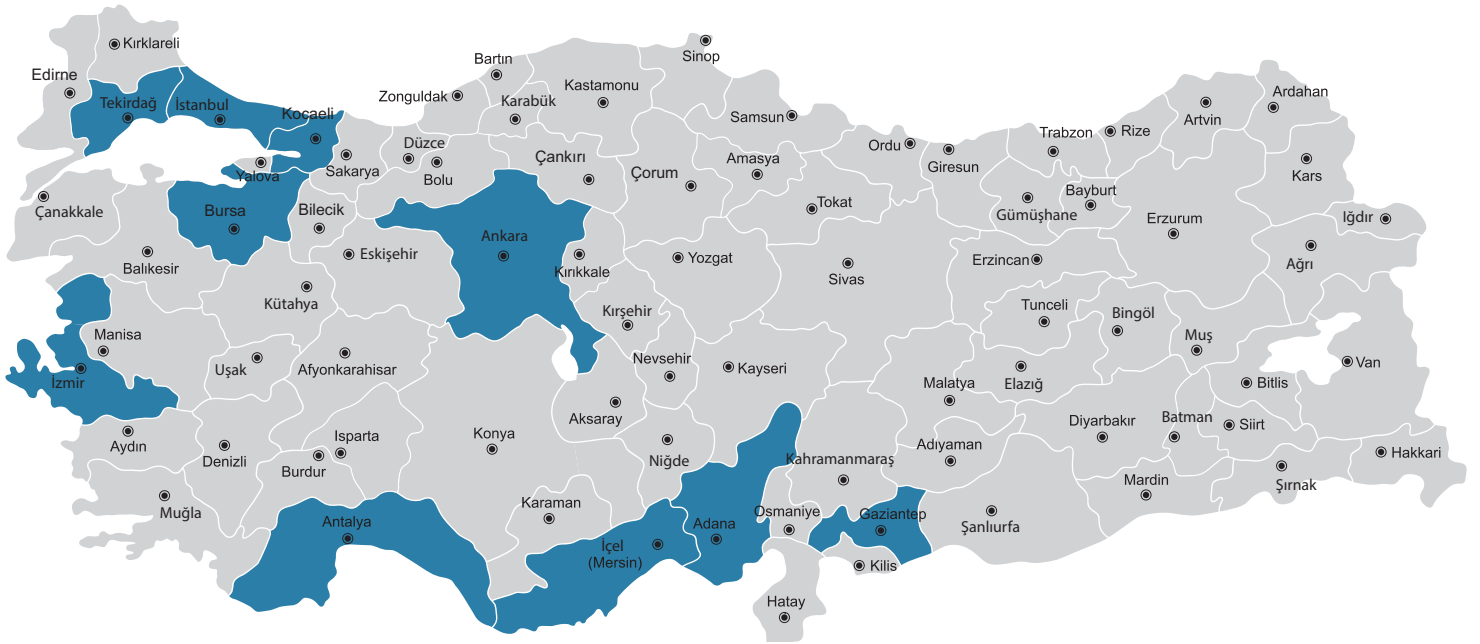 Kırklareli
Edirne
Tekirdağ
İstanbul
Kocaeli
Yalova
Sakarya
Düzce
Bolu
Zonguldak
Bartın
Karabük
Kastamonu
Sinop
Samsun
Çankırı
Çorum
Amasya
Tokat
Ordu
Giresun
Trabzon
Rize
Artvin
Ardahan
Kars
Iğdır
Ağrı
Erzurum
Bayburt
Gümüşhane
Erzincan
Sivas
Yozgat
Kırıkkale
Ankara
Eskişehir
Bilecik
Bursa
Çanakkale
Balıkesir
Kütahya
Manisa
İzmir
Uşak
Afyonkarahisar
Kırşehir
Nevsehir
Kayseri
Aksaray
Konya
Niğde
Malatya
Tunceli
Elazığ
Bingöl
Muş
Bitlis
Van
Hakkari
Şırnak
Siirt
Batman
Diyarbakır
Mardin
Adıyaman
Şanlıurfa
Kahramanmaraş
Gaziantep
Kilis
Osmaniye
Hatay
Adana
İçel
(Mersin)
Karaman
Antalya
Isparta
Burdur
Denizli
Aydın
Muğla